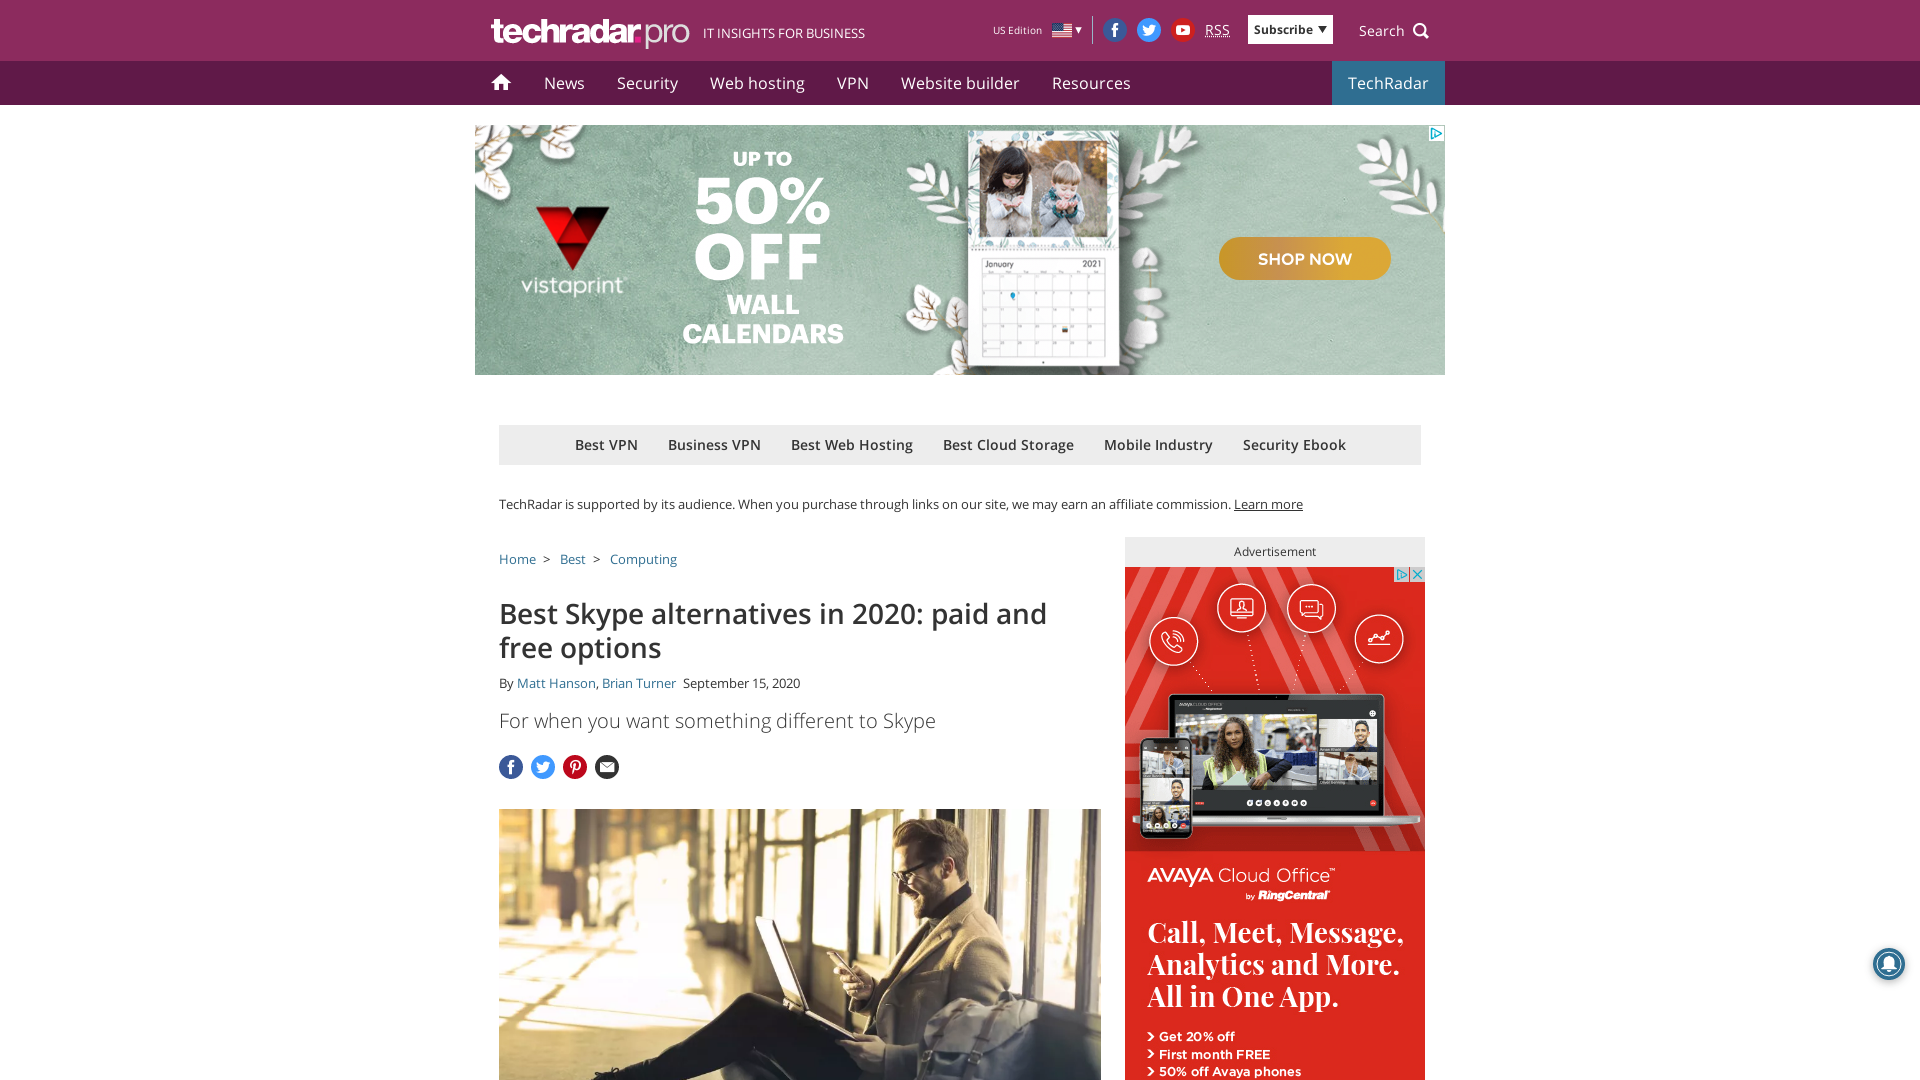 techradar.pro IT INSIGHTS FOR BUSINESS
US Edition
RSS
Subscribe
Search
News Security Web hosting VPN Website builder Resources TechRadar
UP TO
50%
OFF
WALL
CALENDARS
vistaprint
January 2021
SHOP NOW
Best VPN Business VPN Best Web Hosting Best Cloud Storage Mobile Industry Security Ebook
TechRadar is supported by its audience. When you purchase through links on our site, we may earn an affiliate commission. Learn more
Home > Best > Computing
Best Skype alternatives in 2020: paid and
free options
By Matt Hanson, Brian Turner September 15, 2020
For when you want something different to Skype
Advertisement
AVAYA Cloud Office™
by RingCentral
Call, Meet, Message,
Analytics and More.
All in One App.
> Get 20% off
> First month FREE
> 50% off Avaya phones